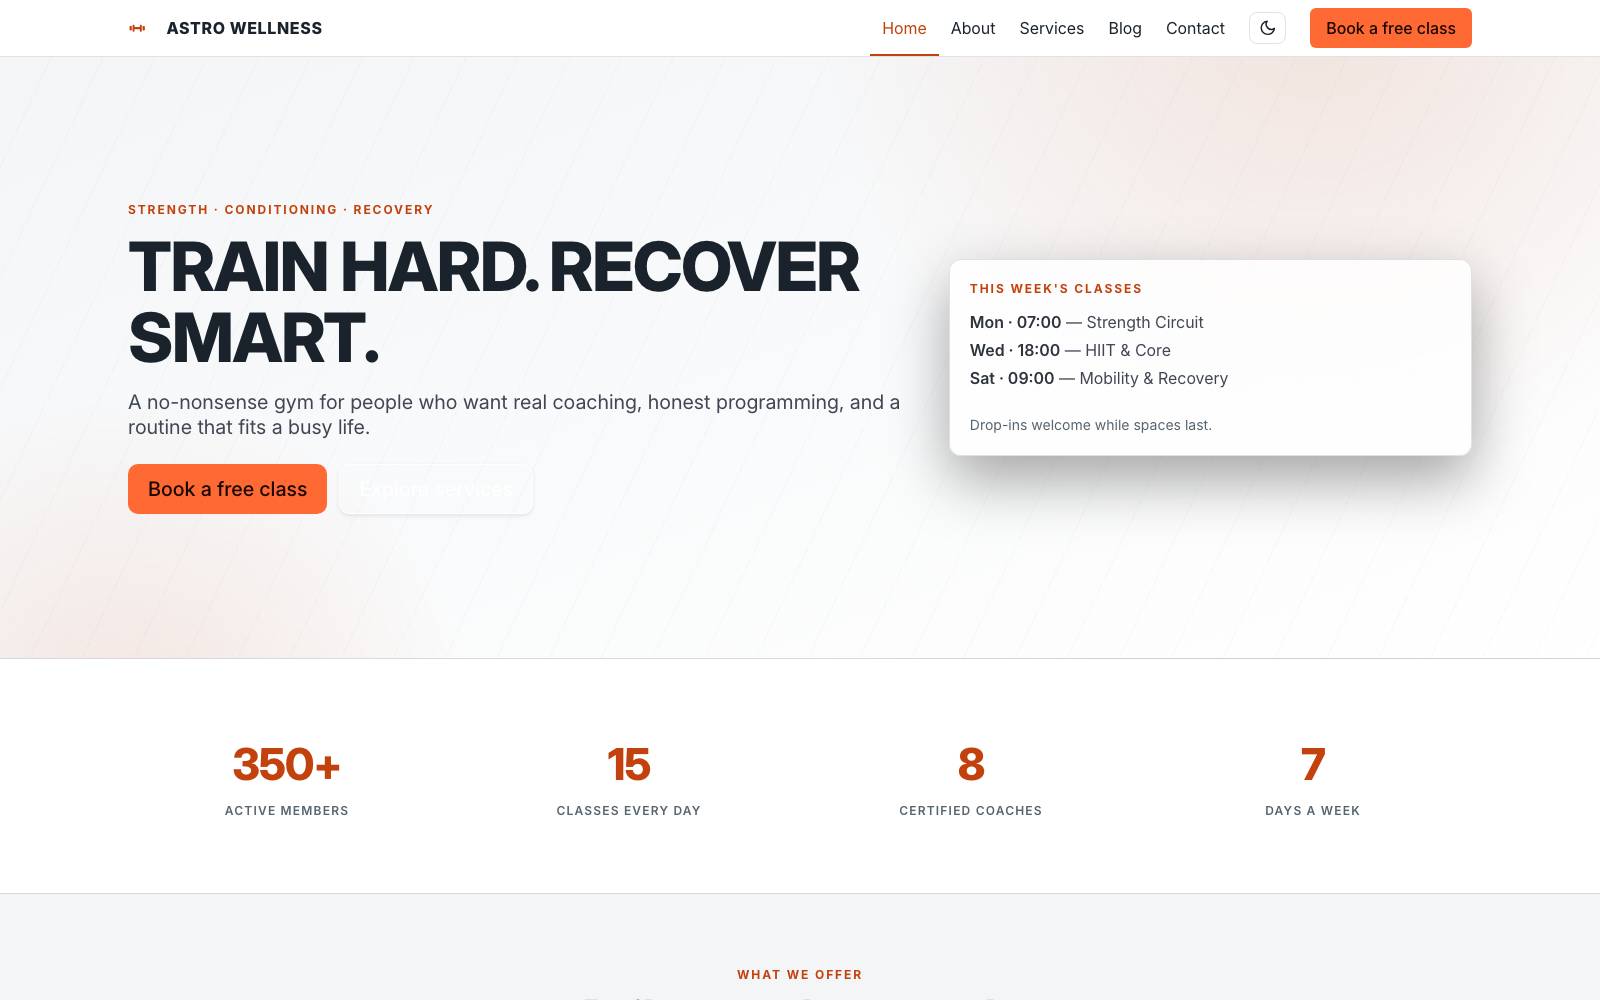 ASTRO WELLNESS
Home About Services Blog Contact Book a free class
STRENGTH · CONDITIONING · RECOVERY
TRAIN HARD. RECOVER
SMART.
A no-nonsense gym for people who want real coaching, honest programming, and a
routine that fits a busy life.
Book a free class Explore services
THIS WEEK'S CLASSES
Mon · 07:00 — Strength Circuit
Wed · 18:00 — HIIT & Core
Sat · 09:00 — Mobility & Recovery
Drop-ins welcome while spaces last.
350+ 15 8 7
ACTIVE MEMBERS CLASSES EVERY DAY CERTIFIED COACHES DAYS A WEEK
WHAT WE OFFER